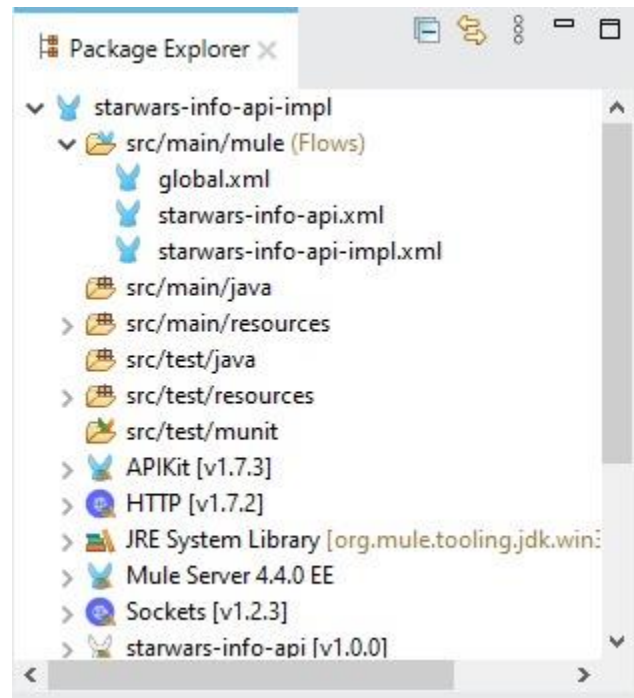 Package Explorer
starwars-info-api-impl
src/main/mule (Flows)
global.xml
starwars-info-api.xml
starwars-info-api-impl.xml
src/main/java
src/main/resources
src/test/java
src/test/resources
src/test/munit
APIKit [v1.7.3]
HTTP [v1.7.2]
JRE System Library [org.mule.tooling.jdk.win
Mule Server 4.4.0 EE
Sockets [v1.2.3]
starwars-info-api [v1.0.0]